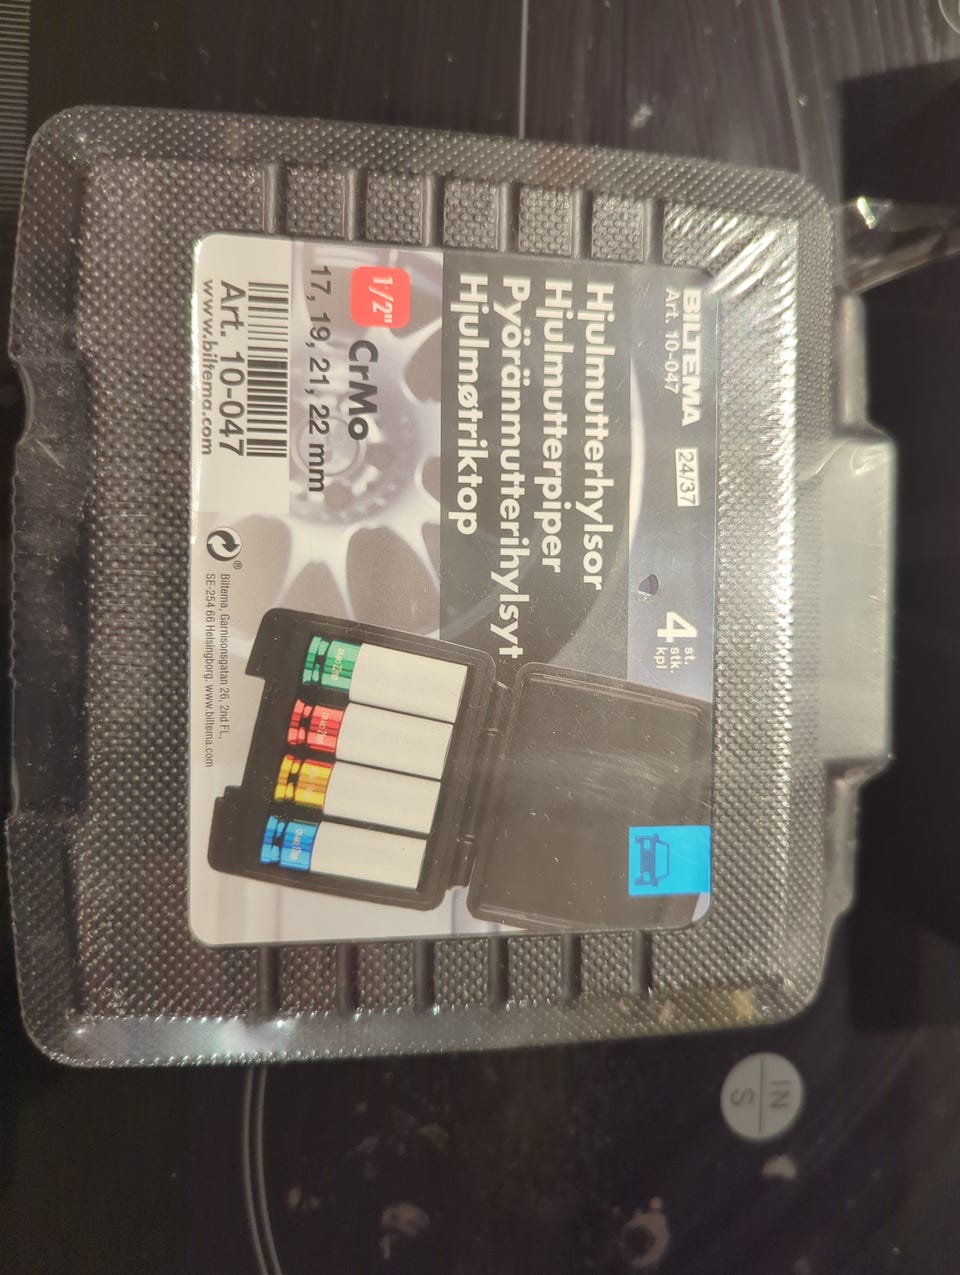 BILTEMA
Art. 10-047
24/37
4 st. stk. kpl
Hjulmutterhylsor
Hjulmutterpiper
Pyöränmutterihylsyt
Hjulmøtriktop
1/2" CrMo
17, 19, 21, 22 mm
Art. 10-047
www.biltema.com
®
Biltema, Garnisonsgatan 26, 2nd FL,
SE-254 66 Helsingborg. www.biltema.com
IN
S